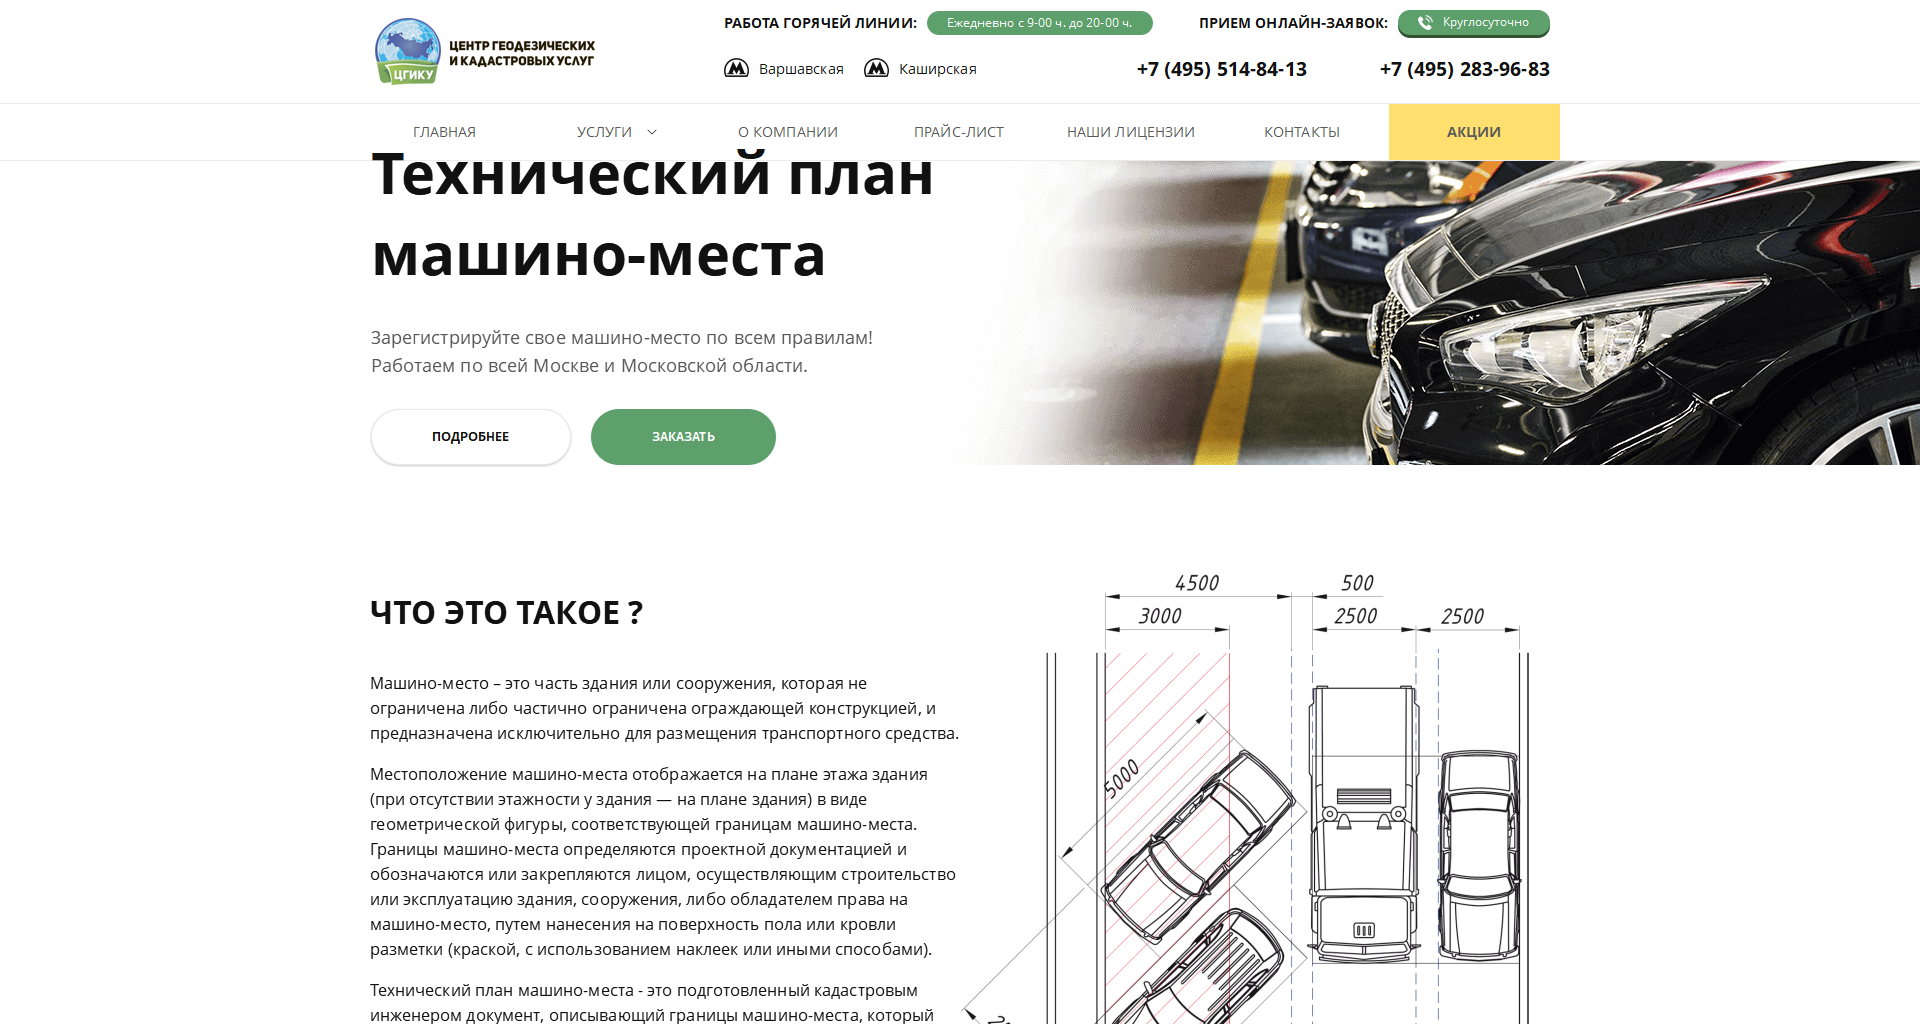 ЦЕНТР ГЕОДЕЗИЧЕСКИХ
И КАДАСТРОВЫХ УСЛУГ
ЦГИКУ
РАБОТА ГОРЯЧЕЙ ЛИНИИ: Ежедневно с 9-00 ч. до 20-00 ч.
ПРИЕМ ОНЛАЙН-ЗАЯВОК: Круглосуточно
Варшавская Каширская
+7 (495) 514-84-13 +7 (495) 283-96-83
ГЛАВНАЯ УСЛУГИ О КОМПАНИИ ПРАЙС-ЛИСТ НАШИ ЛИЦЕНЗИИ КОНТАКТЫ АКЦИИ
Технический план
машино-места
Зарегистрируйте свое машино-место по всем правилам!
Работаем по всей Москве и Московской области.
ПОДРОБНЕЕ ЗАКАЗАТЬ
ЧТО ЭТО ТАКОЕ ?
Машино-место – это часть здания или сооружения, которая не
ограничена либо частично ограничена ограждающей конструкцией, и
предназначена исключительно для размещения транспортного средства.
Местоположение машино-места отображается на плане этажа здания
(при отсутствии этажности у здания — на плане здания) в виде
геометрической фигуры, соответствующей границам машино-места.
Границы машино-места определяются проектной документацией и
обозначаются или закрепляются лицом, осуществляющим строительство
или эксплуатацию здания, сооружения, либо обладателем права на
машино-место, путем нанесения на поверхность пола или кровли
разметки (краской, с использованием наклеек или иными способами).
Технический план машино-места - это подготовленный кадастровым
инженером документ, описывающий границы машино-места, который
4500 500
3000 2500 2500
5000